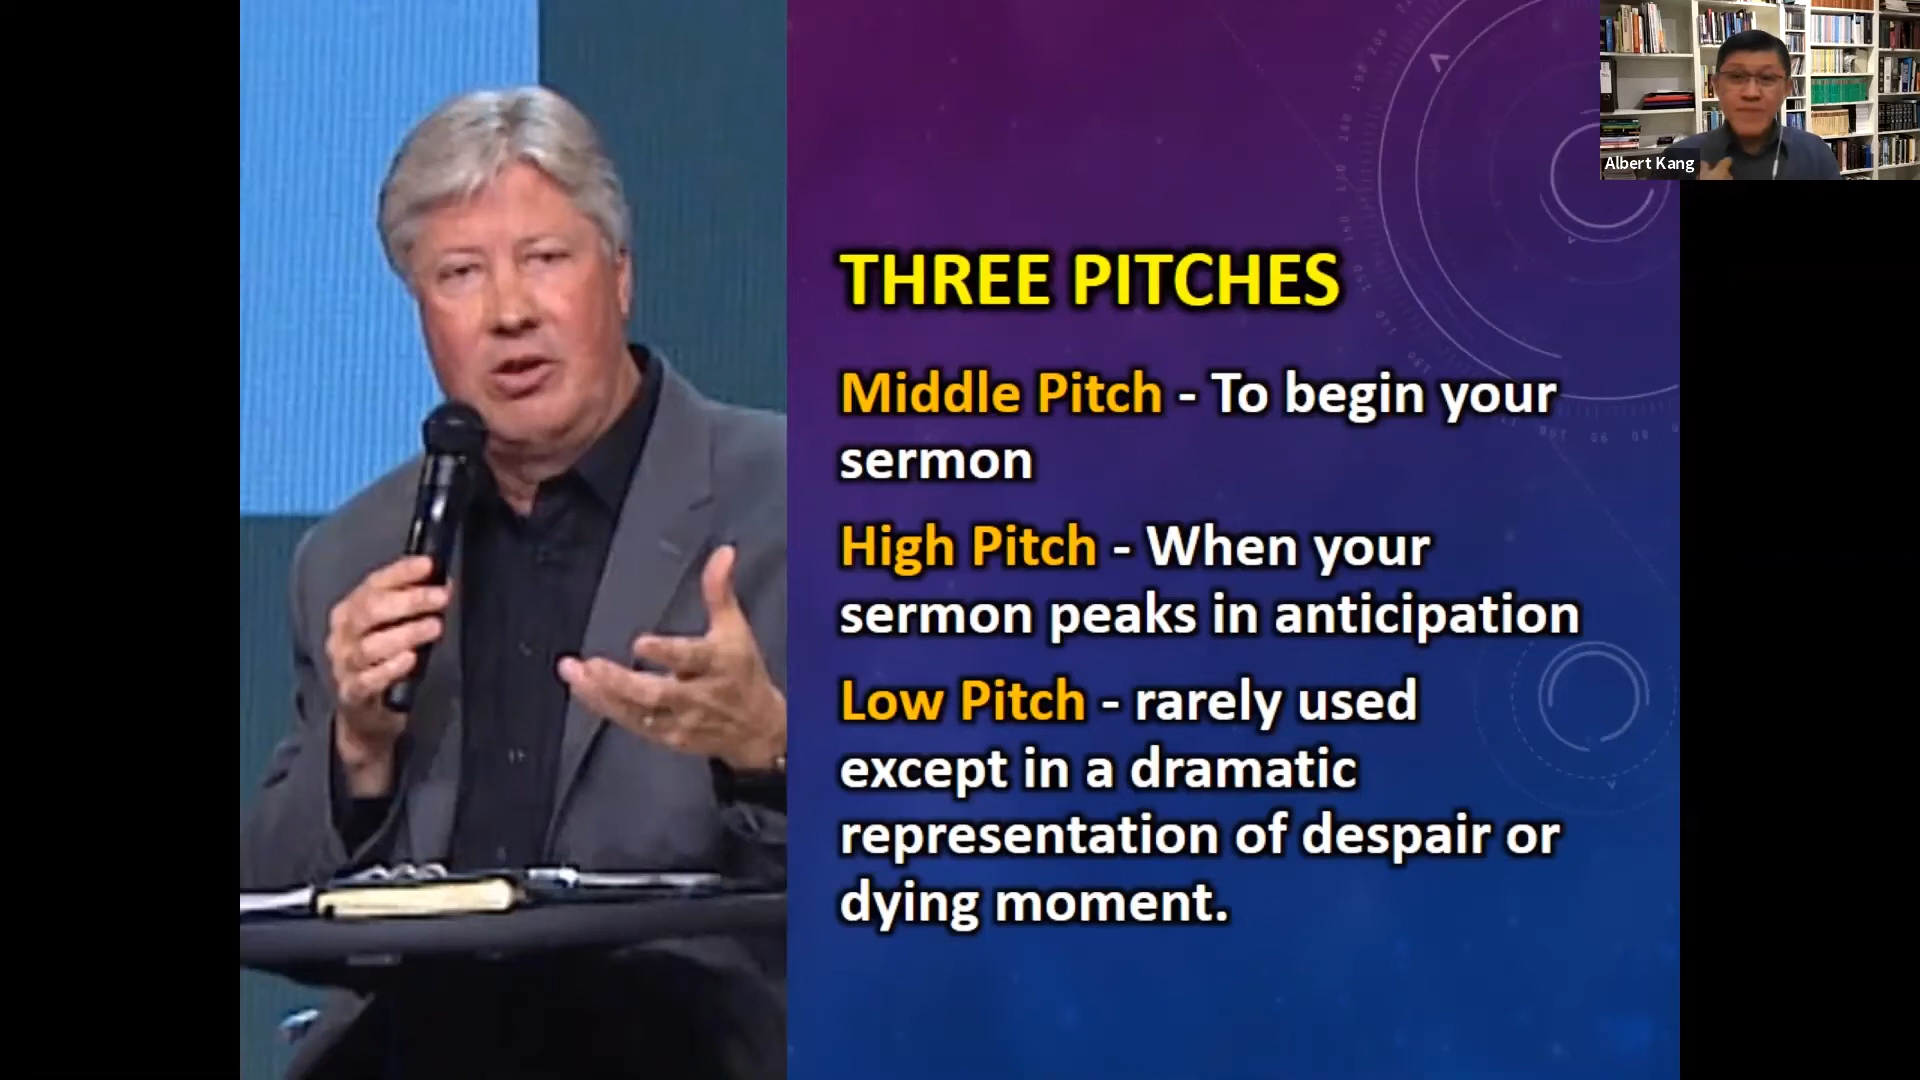 Albert Kang
THREE PITCHES
Middle Pitch - To begin your
sermon
High Pitch - When your
sermon peaks in anticipation
Low Pitch - rarely used
except in a dramatic
representation of despair or
dying moment.